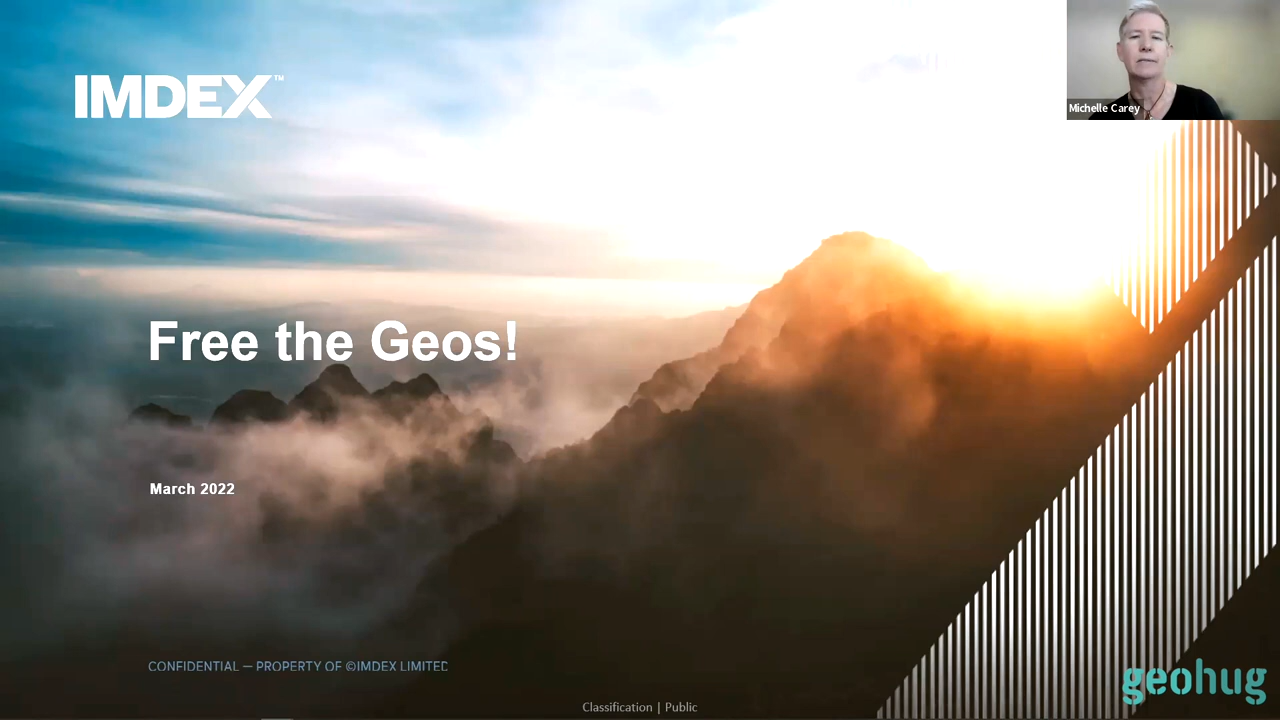 IMDEX™
Michelle Carey
Free the Geos!
March 2022
CONFIDENTIAL — PROPERTY OF ©IMDEX LIMITED
geohug
Classification | Public